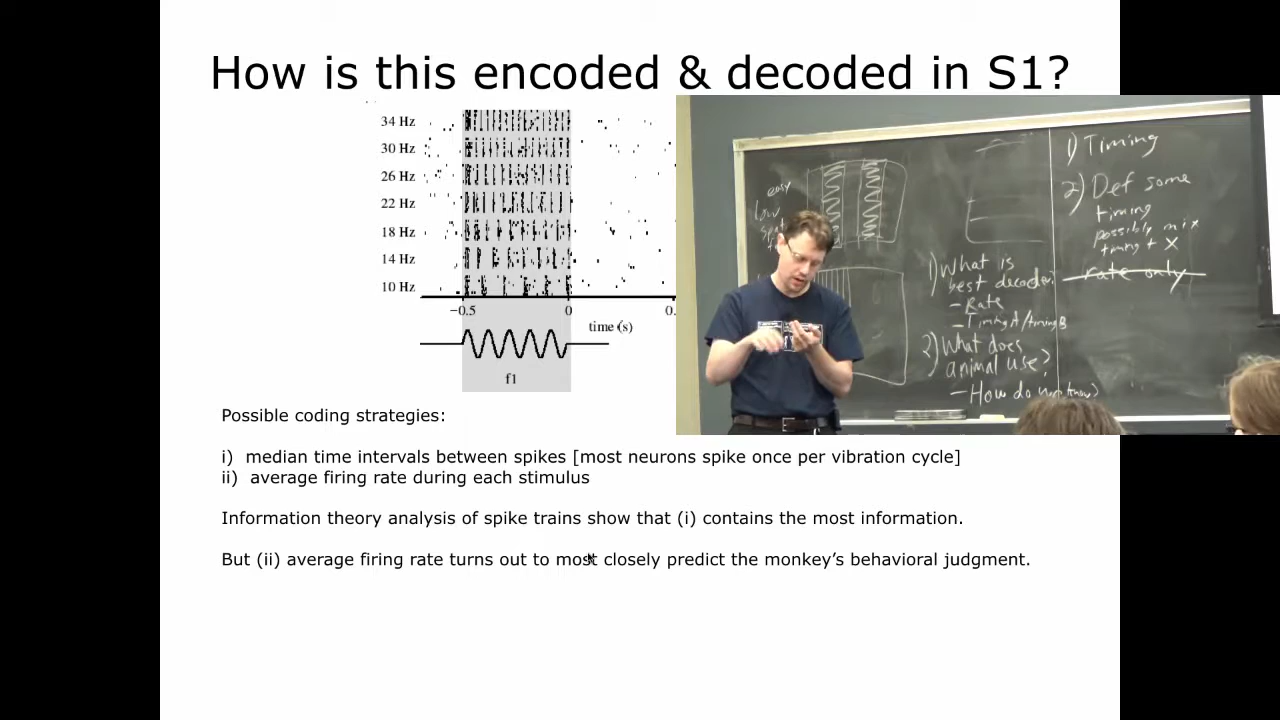 How is this encoded & decoded in S1?
34 Hz
30 Hz
26 Hz
22 Hz
18 Hz
14 Hz
10 Hz
−0.5
0
0.
time (s)
f1
easy
low
1) What is
best decoder?
- Rate
- Timing A/timing B
2) What does
animal use?
- How do know?
1) Timing
2) Def some
timing
possibly mix
timing + X
rate only
Possible coding strategies:
i) median time intervals between spikes [most neurons spike once per vibration cycle]
ii) average firing rate during each stimulus
Information theory analysis of spike trains show that (i) contains the most information.
But (ii) average firing rate turns out to most closely predict the monkey's behavioral judgment.